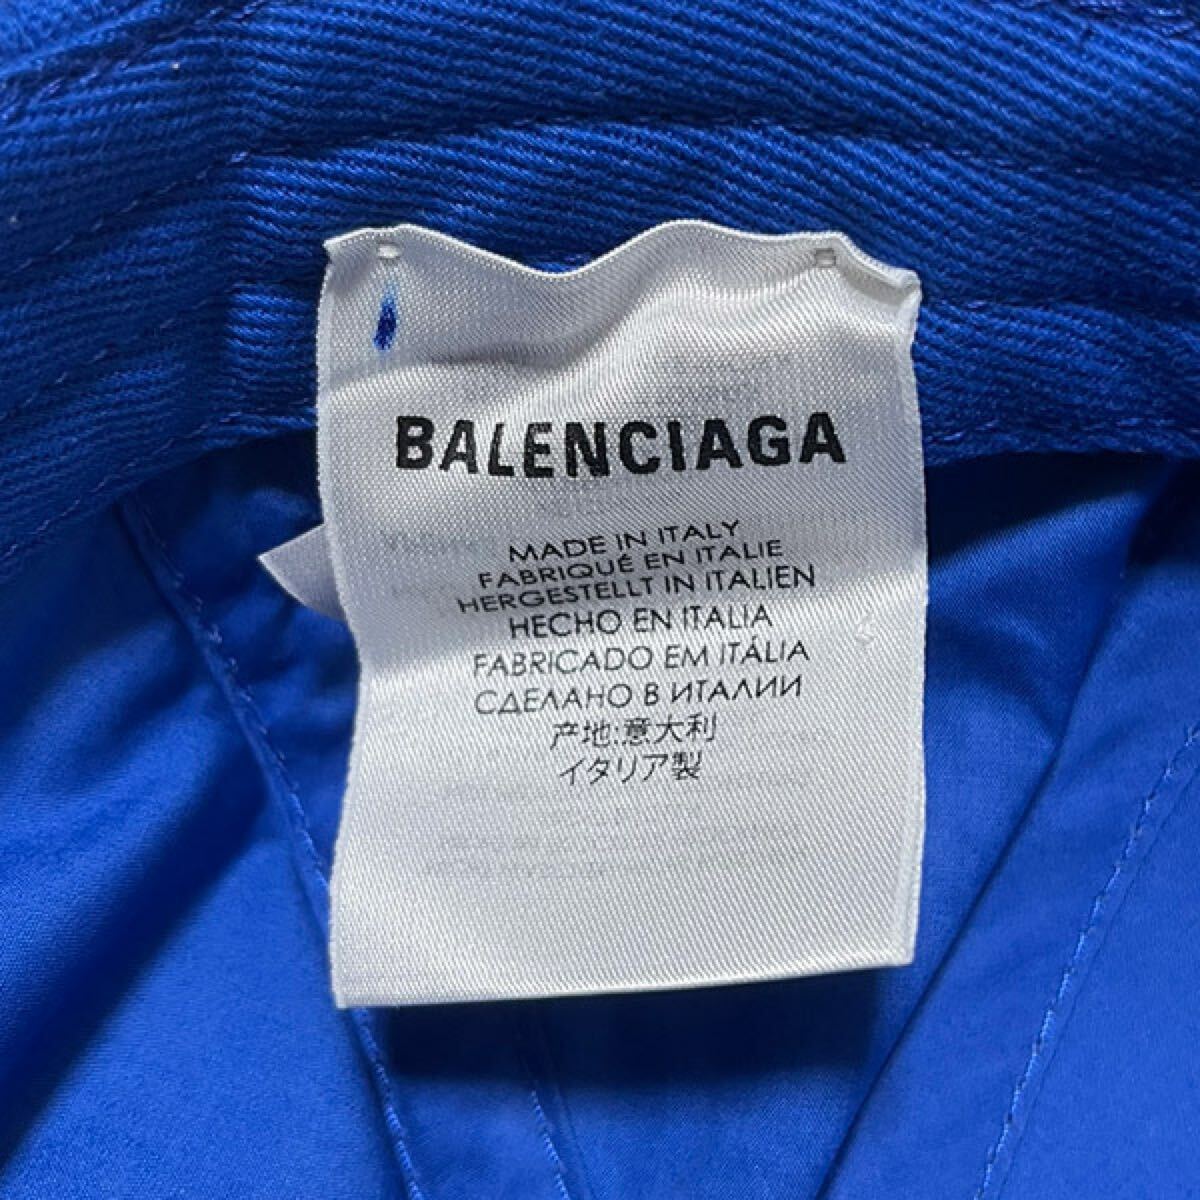 BALENCIAGA
MADE IN ITALY
FABRIQUÉ EN ITALIE
HERGESTELLT IN ITALIEN
HECHO EN ITALIA
FABRICADO EM ITÁLIA
СДЕЛАНО В ИТАЛИИ
产地:意大利
イタリア製